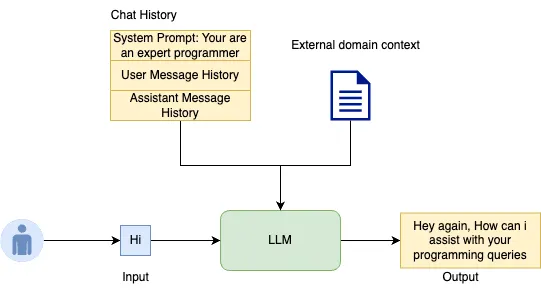 Chat History
System Prompt: Your are
an expert programmer
User Message History
Assistant Message
History
External domain context
Hi
Input
LLM
Hey again, How can i
assist with your
programming queries
Output